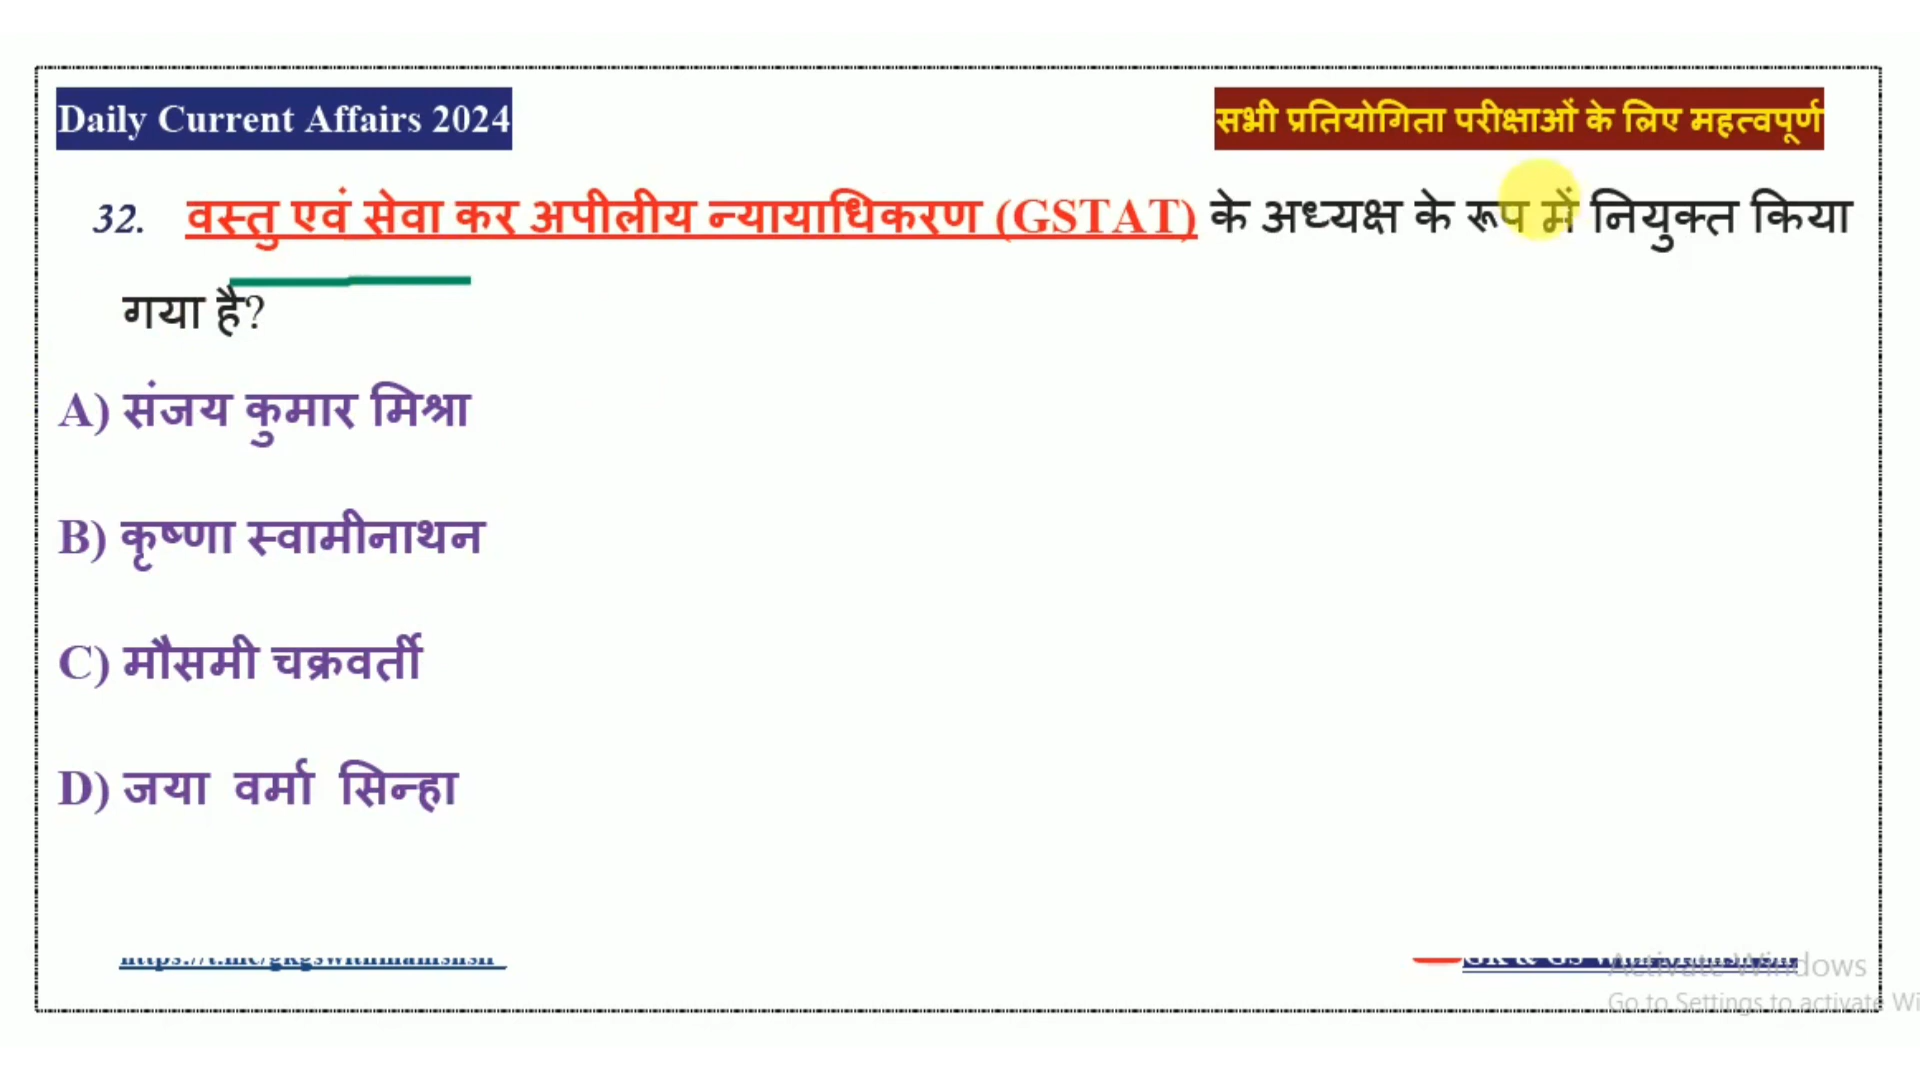 Daily Current Affairs 2024
सभी प्रतियोगिता परीक्षाओं के लिए महत्वपूर्ण
32. वस्तु एवं सेवा कर अपीलीय न्यायाधिकरण (GSTAT) के अध्यक्ष के रूप में नियुक्त किया
गया है?
A) संजय कुमार मिश्रा
B) कृष्णा स्वामीनाथन
C) मौसमी चक्रवर्ती
D) जया वर्मा सिन्हा
Activate Windows
Go to Settings to activate Wi